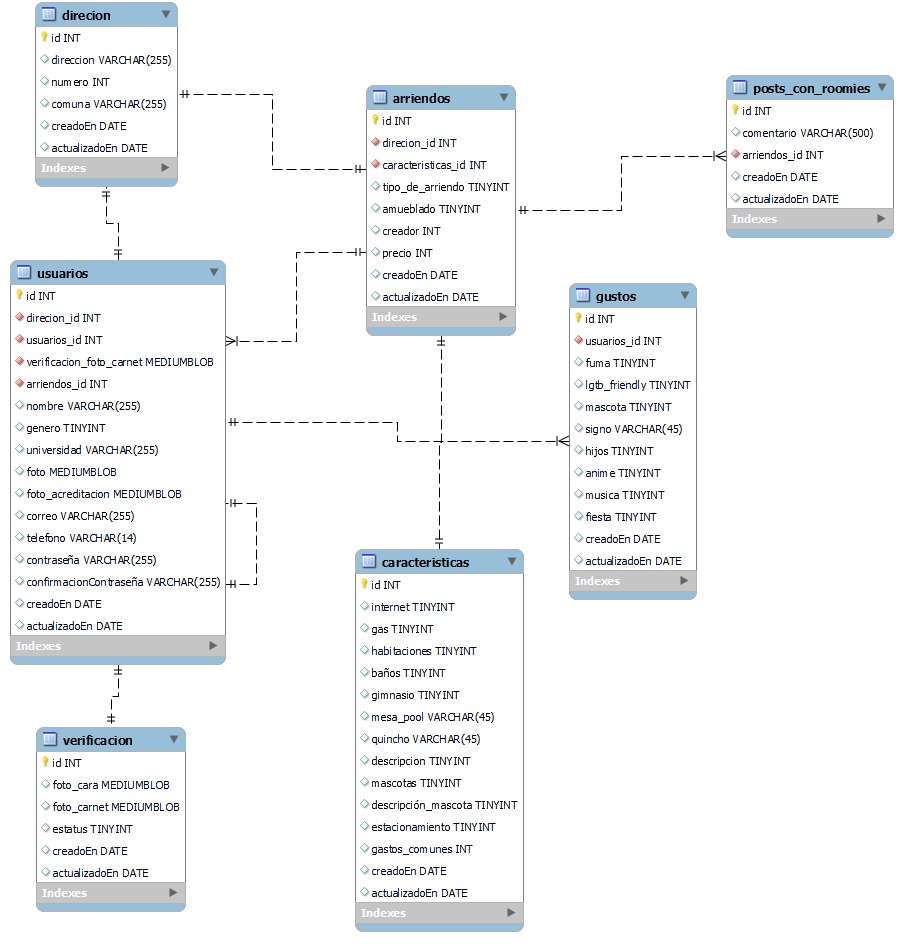 direcion
id INT
direccion VARCHAR(255)
numero INT
comuna VARCHAR(255)
creadoEn DATE
actualizadoEn DATE
Indexes
arriendos
id INT
direcion_id INT
caracteristicas_id INT
tipo_de_arriendo TINYINT
amueblado TINYINT
creador INT
precio INT
creadoEn DATE
actualizadoEn DATE
Indexes
posts_con_roomies
id INT
comentario VARCHAR(500)
arriendos_id INT
creadoEn DATE
actualizadoEn DATE
Indexes
usuarios
id INT
direcion_id INT
usuarios_id INT
verificacion_foto_carnet MEDIUMBLOB
arriendos_id INT
nombre VARCHAR(255)
genero TINYINT
universidad VARCHAR(255)
foto MEDIUMBLOB
foto_acreditacion MEDIUMBLOB
correo VARCHAR(255)
telefono VARCHAR(14)
contraseña VARCHAR(255)
confirmacionContraseña VARCHAR(255)
creadoEn DATE
actualizadoEn DATE
Indexes
gustos
id INT
usuarios_id INT
fuma TINYINT
lgtb_friendly TINYINT
mascota TINYINT
signo VARCHAR(45)
hijos TINYINT
anime TINYINT
musica TINYINT
fiesta TINYINT
creadoEn DATE
actualizadoEn DATE
Indexes
caracteristicas
id INT
internet TINYINT
gas TINYINT
habitaciones TINYINT
baños TINYINT
gimnasio TINYINT
mesa_pool VARCHAR(45)
quincho VARCHAR(45)
descripcion TINYINT
mascotas TINYINT
descripción_mascota TINYINT
estacionamiento TINYINT
gastos_comunes INT
creadoEn DATE
actualizadoEn DATE
Indexes
verificacion
id INT
foto_cara MEDIUMBLOB
foto_carnet MEDIUMBLOB
estatus TINYINT
creadoEn DATE
actualizadoEn DATE
Indexes